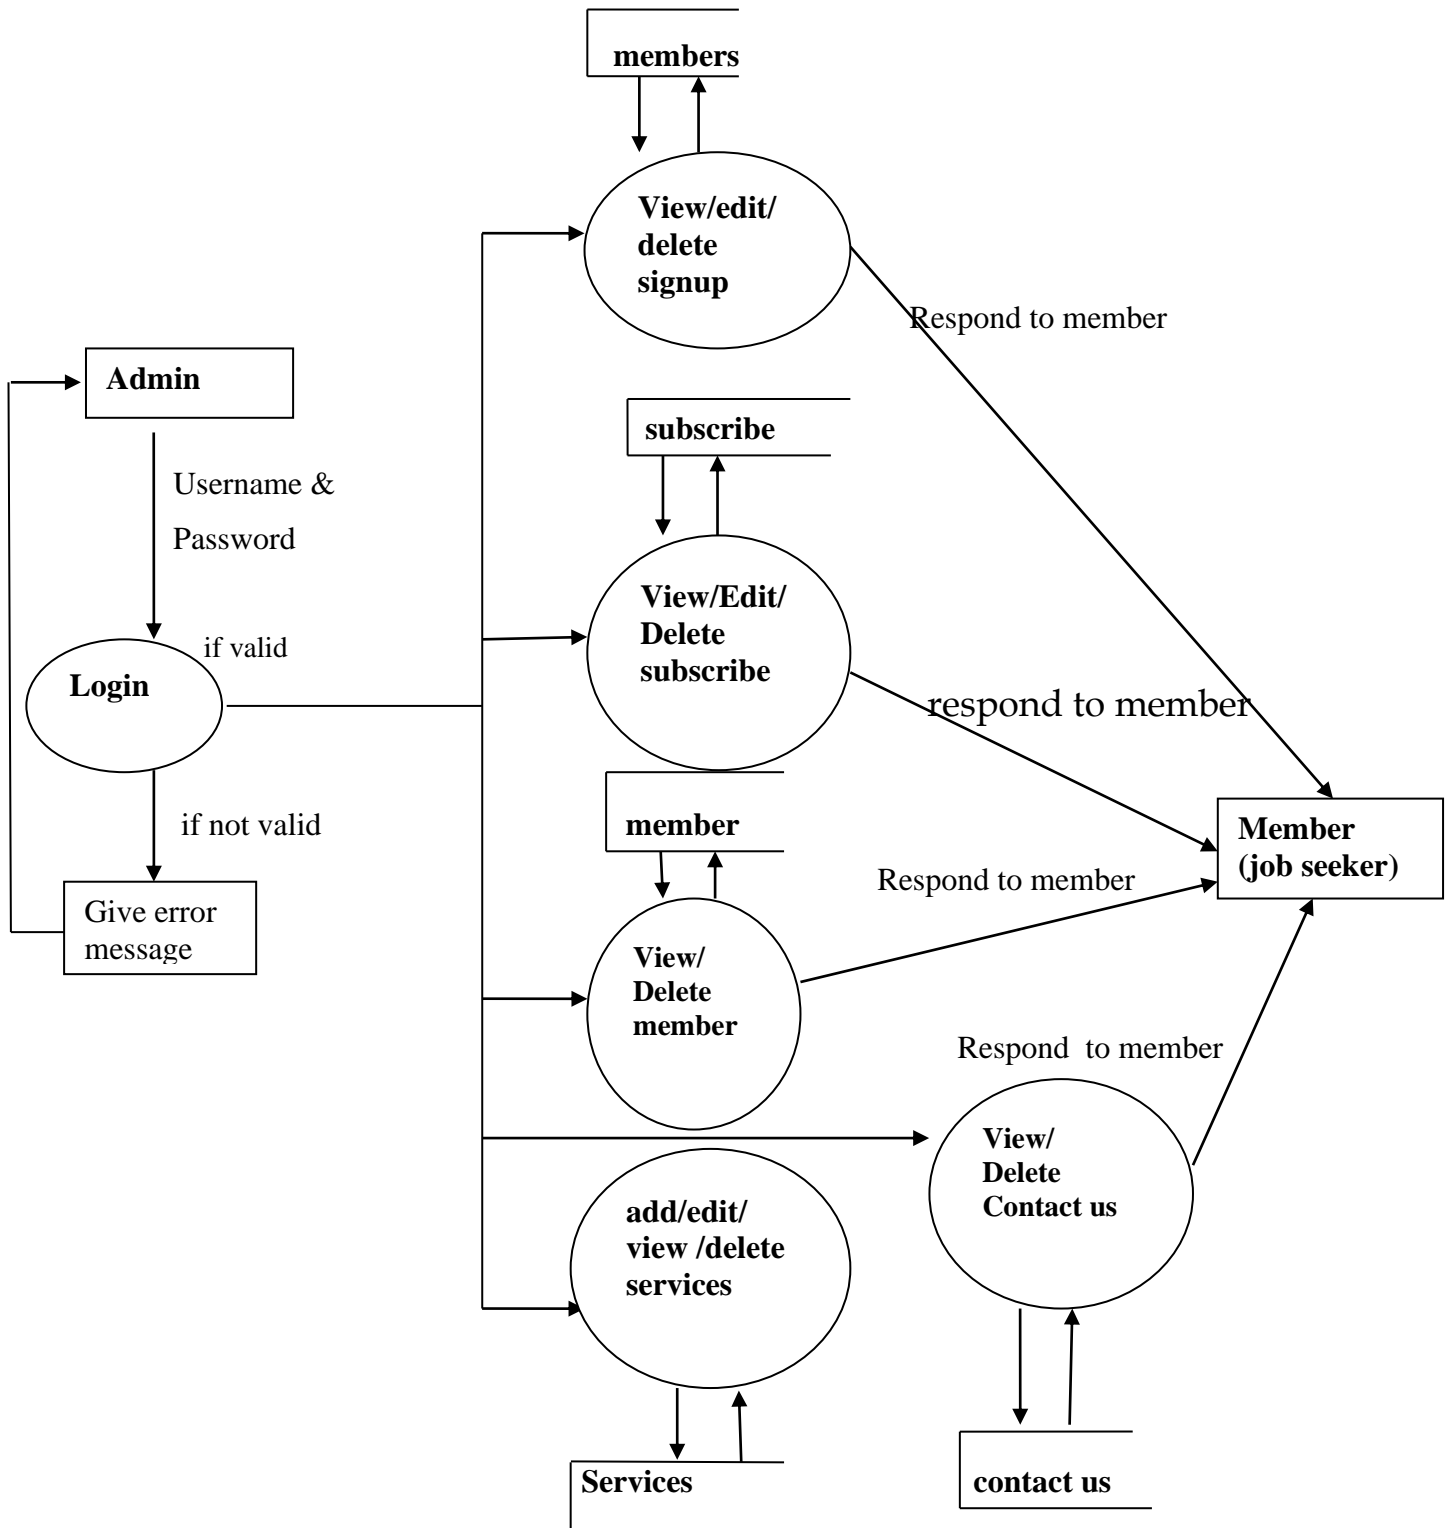 members
View/edit/
delete
signup
Respond to member
Admin
subscribe
Username &
Password
View/Edit/
Delete
subscribe
if valid
Login
respond to member
if not valid
member
Member
(job seeker)
Respond to member
Give error
message
View/
Delete
member
Respond  to member
View/
Delete
Contact us
add/edit/
view /delete
services
Services
contact us